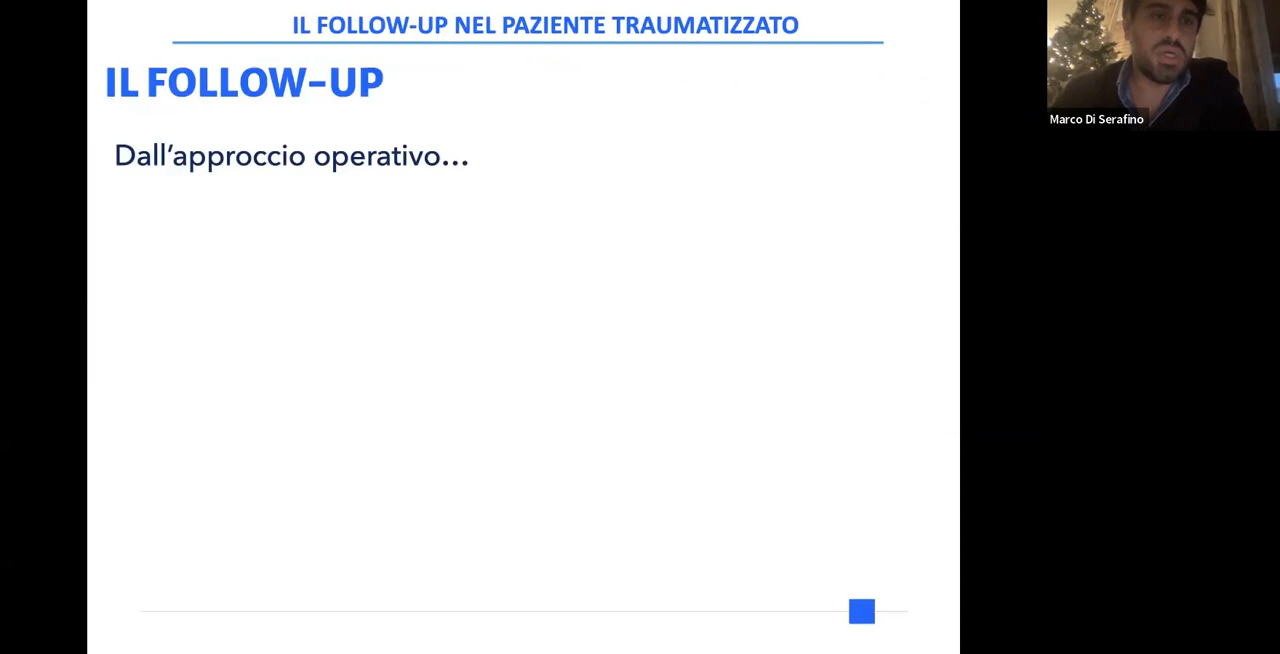 IL FOLLOW-UP NEL PAZIENTE TRAUMATIZZATO
IL FOLLOW-UP
Dall'approccio operativo...
Marco Di Serafino